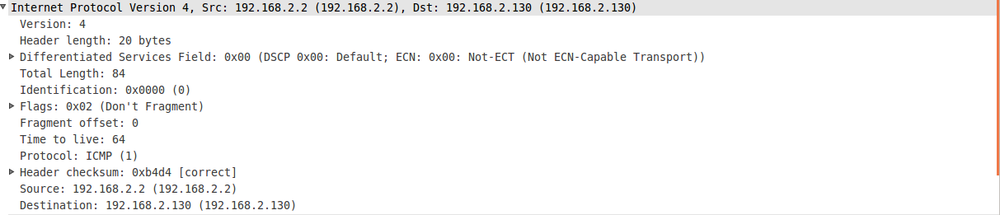 Internet Protocol Version 4, Src: 192.168.2.2 (192.168.2.2), Dst: 192.168.2.130 (192.168.2.130)
Version: 4
Header length: 20 bytes
Differentiated Services Field: 0x00 (DSCP 0x00: Default; ECN: 0x00: Not-ECT (Not ECN-Capable Transport))
Total Length: 84
Identification: 0x0000 (0)
Flags: 0x02 (Don't Fragment)
Fragment offset: 0
Time to live: 64
Protocol: ICMP (1)
Header checksum: 0xb4d4 [correct]
Source: 192.168.2.2 (192.168.2.2)
Destination: 192.168.2.130 (192.168.2.130)